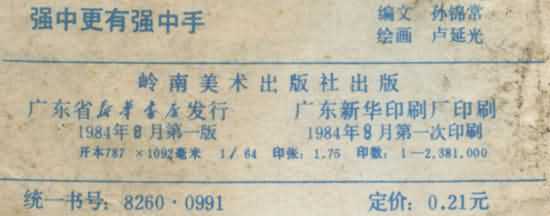 强中更有强中手
编文 孙锦常
绘画 卢延光
岭南美术出版社出版
广东省新华书店发行 广东新华印刷厂印刷
1984年8月第一版 1984年8月第一次印刷
开本787×1092毫米 1/64 印张：1.75 印数：1—2,381,000
统一书号：8260·0991 定价：0.21元